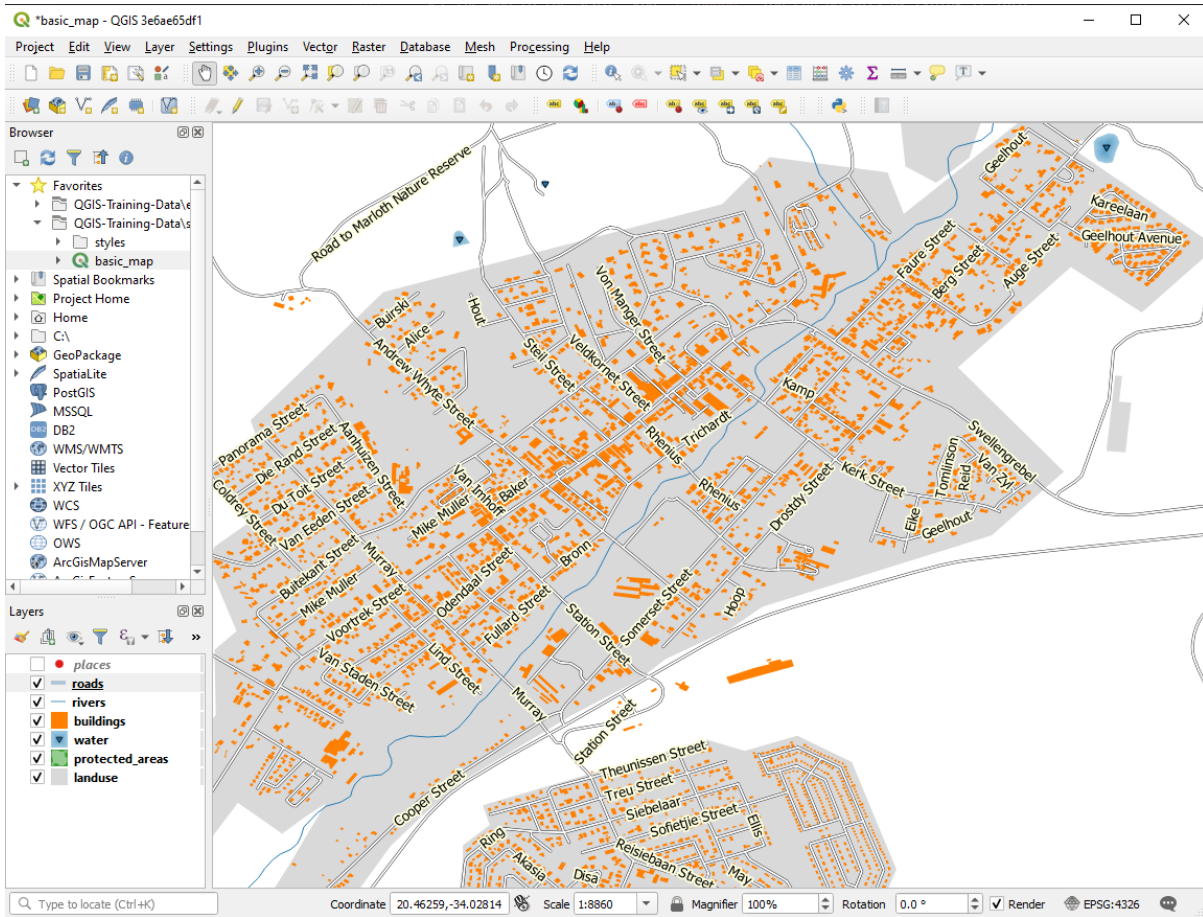 *basic_map - QGIS 3e6ae65df1
Project Edit View Layer Settings Plugins Vector Raster Database Mesh Processing Help
Browser
Favorites
QGIS-Training-Data\e
QGIS-Training-Data\s
styles
basic_map
Spatial Bookmarks
Project Home
Home
C:\
GeoPackage
SpatiaLite
PostGIS
MSSQL
DB2
WMS/WMTS
Vector Tiles
XYZ Tiles
WCS
WFS / OGC API - Feature
OWS
ArcGisMapServer
Layers
places
roads
rivers
buildings
water
protected_areas
landuse
Road to Marloth Nature Reserve
Geelhout
Kareelaan
Geelhout Avenue
Faure Street
Berg Street
Auge Street
Buirski
Alice
Hout
Von Manger Street
Andrew Whyte Street
Steil Street
Veldkornet Street
Kamp
Trichardt
Rhenius
Swellengrebel
Panorama Street
Die Rand Street
Aanhuizen Street
Du Toit Street
Coldrey Street
Van Eeden Street
Van Imhoff
Baker
Mike Muller
Rhenius
Kerk Street
Tomlinson
Reid
Van Zyl
Drostdy Street
Eike
Geelhout
Buitekant Street
Murray
Mike Muller
Bronn
Odendaal Street
Voortrek Street
Fullard Street
Somerset Street
Hoop
Station Street
Lind Street
Van Staden Street
Murray
Station Street
Cooper Street
Theunissen Street
Treu Street
Siebelaar
Sofietjie Street
Ellis
Ring
Reisiebaan Street
Akasia
Disa
May
Type to locate (Ctrl+K) Coordinate 20.46259,-34.02814 Scale 1:8860 Magnifier 100% Rotation 0.0 ° Render EPSG:4326